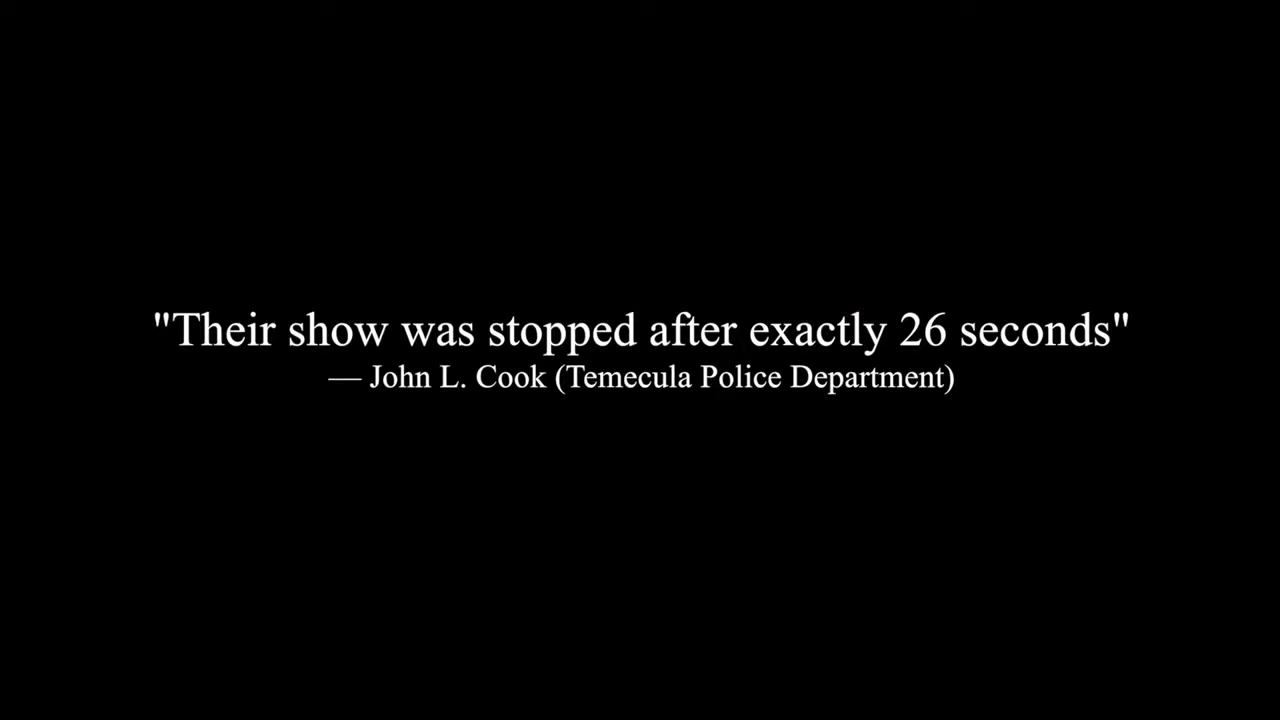 "Their show was stopped after exactly 26 seconds"
— John L. Cook (Temecula Police Department)